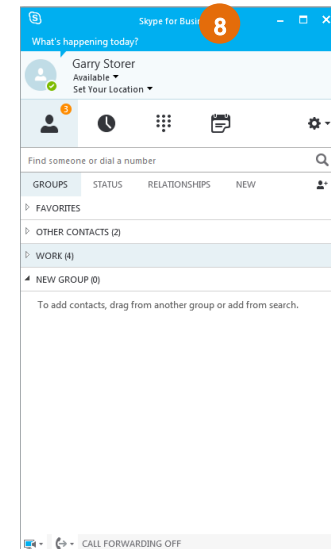 Skype for
8
What's happening today?
Garry Storer
Available
Set Your Location
3
Find someone or dial a number
GROUPS STATUS RELATIONSHIPS NEW
FAVORITES
OTHER CONTACTS (2)
WORK (4)
NEW GROUP (0)
To add contacts, drag from another group or add from search.
CALL FORWARDING OFF